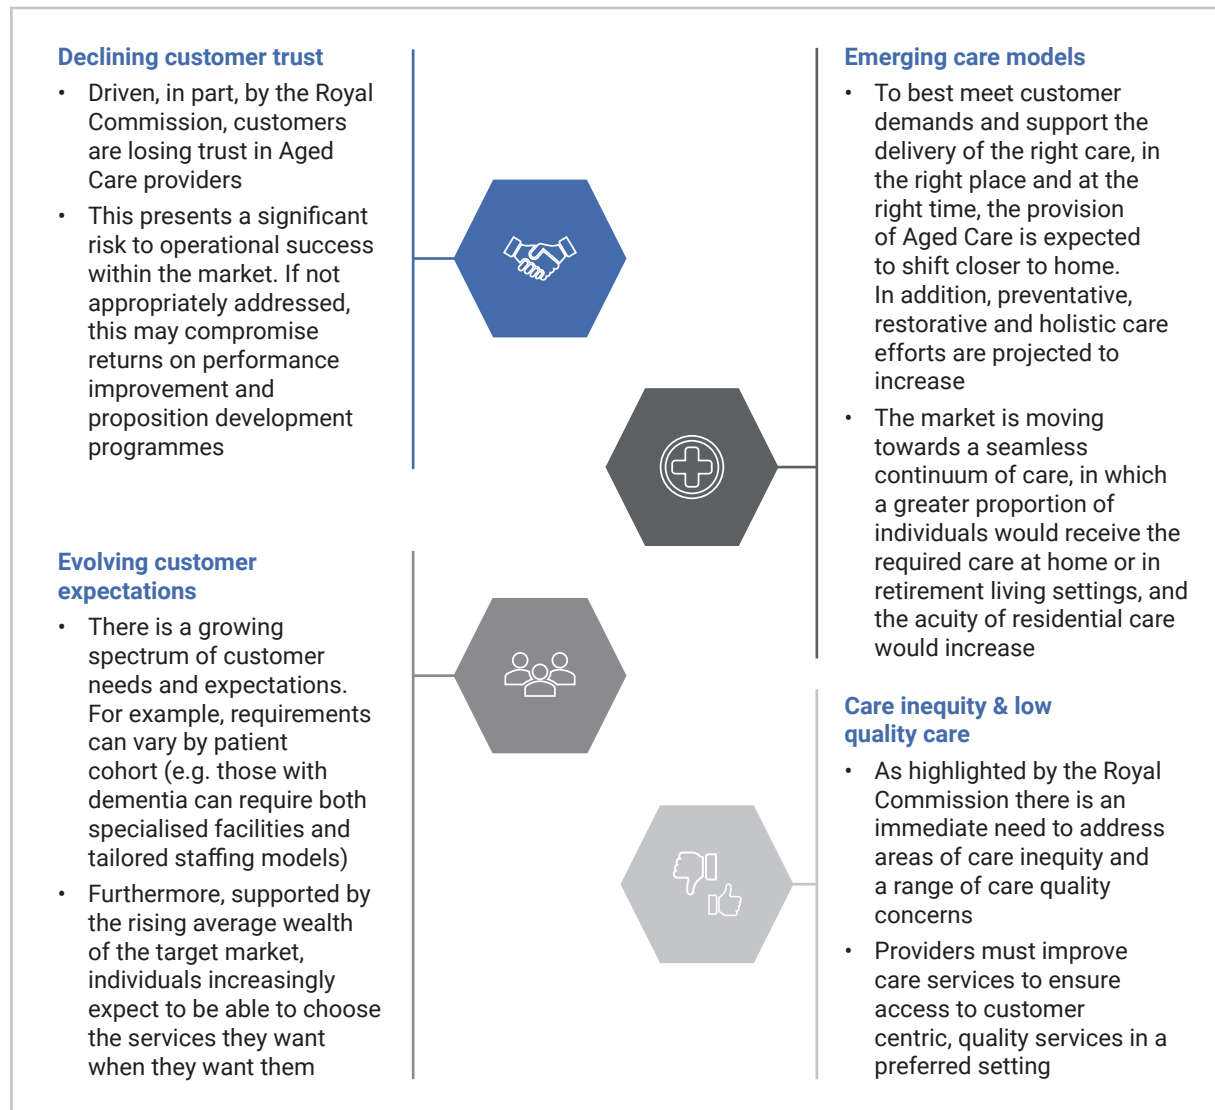 Declining customer trust
• Driven, in part, by the Royal
Commission, customers
are losing trust in Aged
Care providers
• This presents a significant
risk to operational success
within the market. If not
appropriately addressed,
this may compromise
returns on performance
improvement and
proposition development
programmes
Evolving customer
expectations
• There is a growing
spectrum of customer
needs and expectations.
For example, requirements
can vary by patient
cohort (e.g. those with
dementia can require both
specialised facilities and
tailored staffing models)
• Furthermore, supported by
the rising average wealth
of the target market,
individuals increasingly
expect to be able to choose
the services they want
when they want them
Emerging care models
• To best meet customer
demands and support the
delivery of the right care, in
the right place and at the
right time, the provision
of Aged Care is expected
to shift closer to home.
In addition, preventative,
restorative and holistic care
efforts are projected to
increase
• The market is moving
towards a seamless
continuum of care, in which
a greater proportion of
individuals would receive the
required care at home or in
retirement living settings, and
the acuity of residential care
would increase
Care inequity & low
quality care
• As highlighted by the Royal
Commission there is an
immediate need to address
areas of care inequity and
a range of care quality
concerns
• Providers must improve
care services to ensure
access to customer
centric, quality services in a
preferred setting